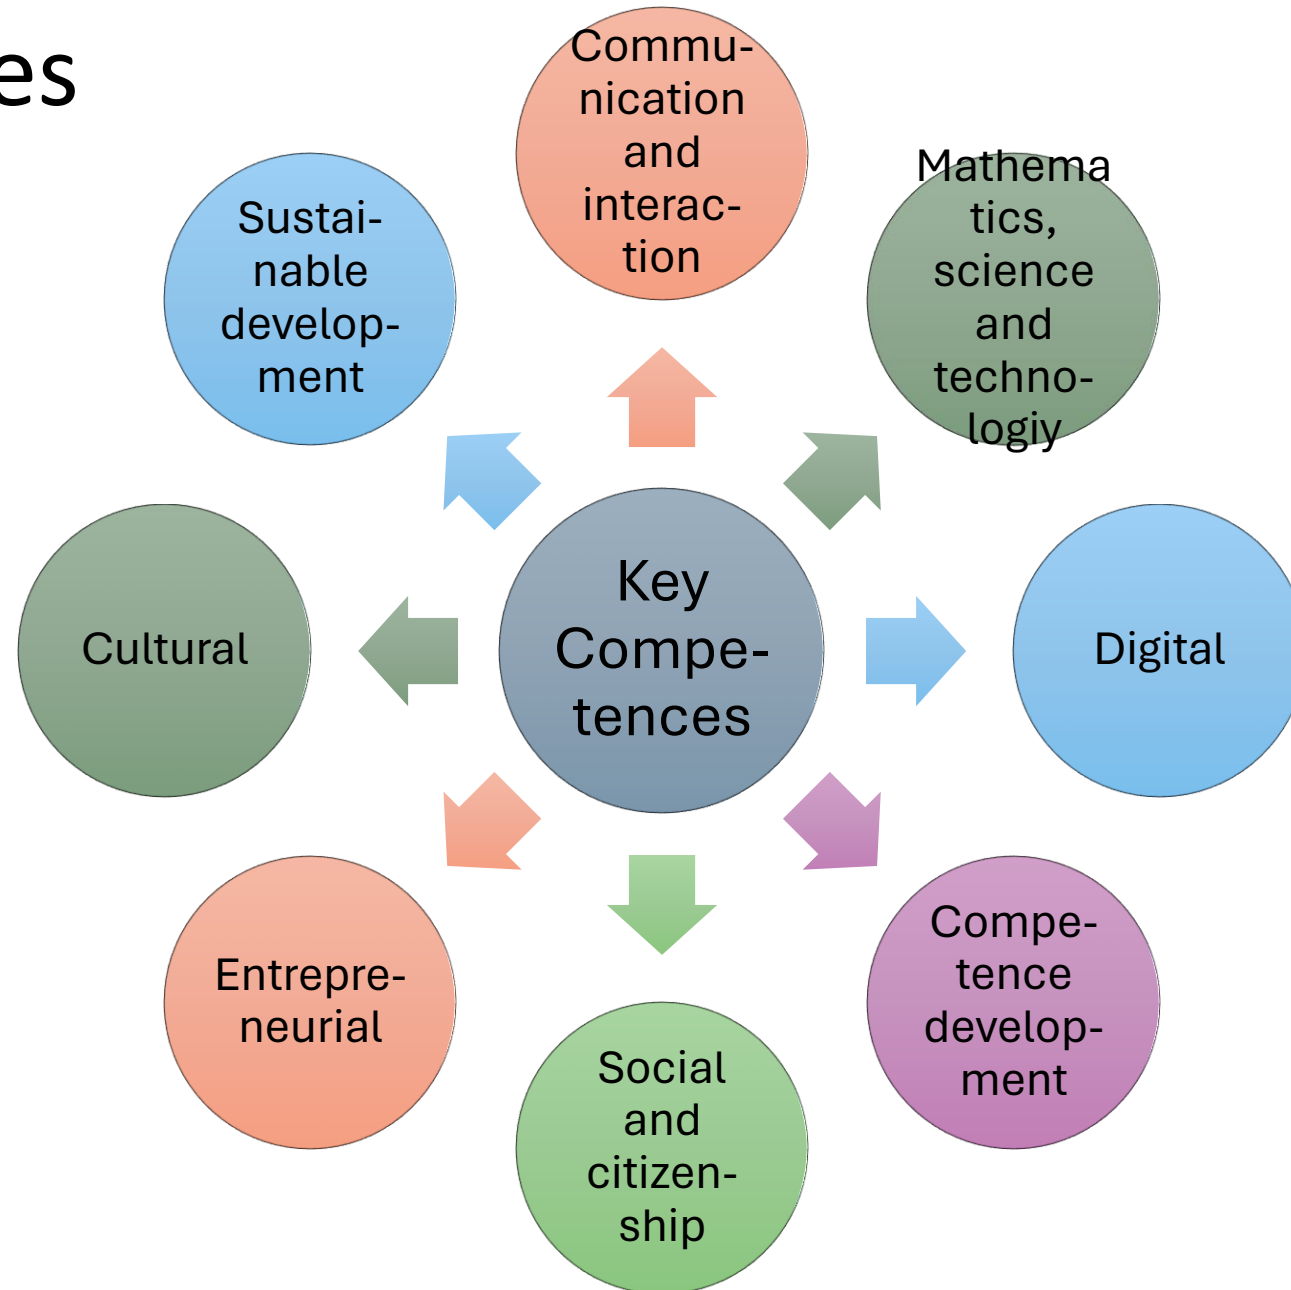 es
Commu-
nication
and
interac-
tion
Mathema
tics,
science
and
techno-
logiy
Digital
Compe-
tence
develop-
ment
Social
and
citizen-
ship
Entrepre-
neurial
Cultural
Sustai-
nable
develop-
ment
Key
Compe-
tences